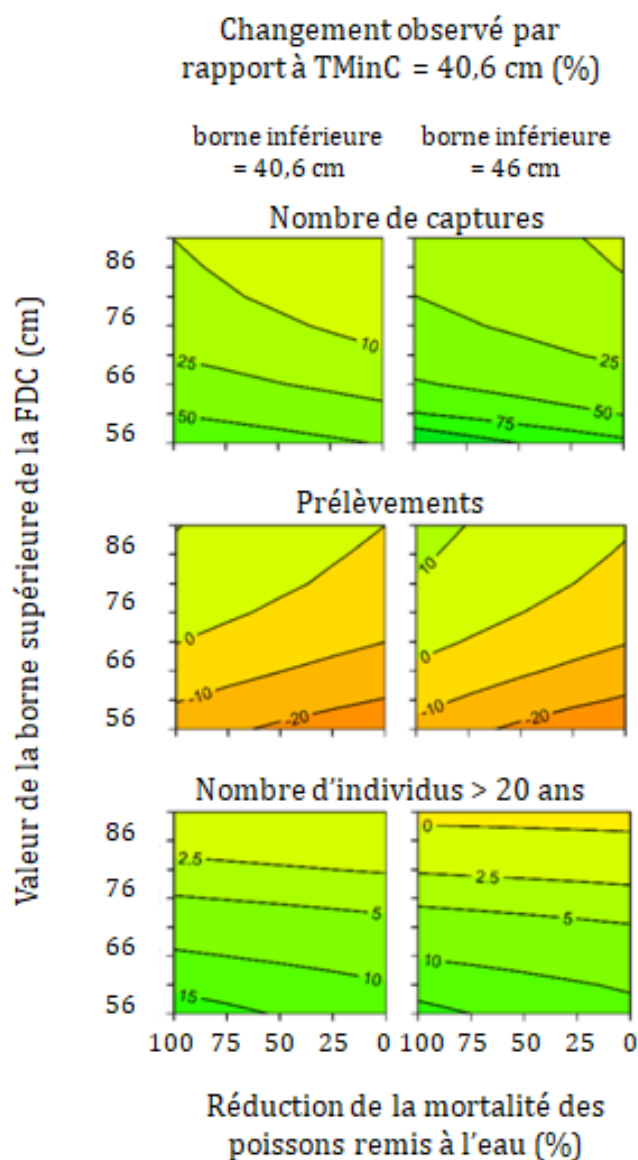 Changement observé par
rapport à TMinC = 40,6 cm (%)
borne inférieure
= 40,6 cm
borne inférieure
= 46 cm
Nombre de captures
86
76
66
56
10
25
50
25
50
75
Prélèvements
86
76
66
56
0
-10
-20
10
0
-10
-20
Nombre d'individus > 20 ans
86
76
66
56
2.5
5
10
15
0
2.5
5
10
100 75 50 25 0 100 75 50 25 0
Valeur de la borne supérieure de la FDC (cm)
Réduction de la mortalité des
poissons remis à l'eau (%)